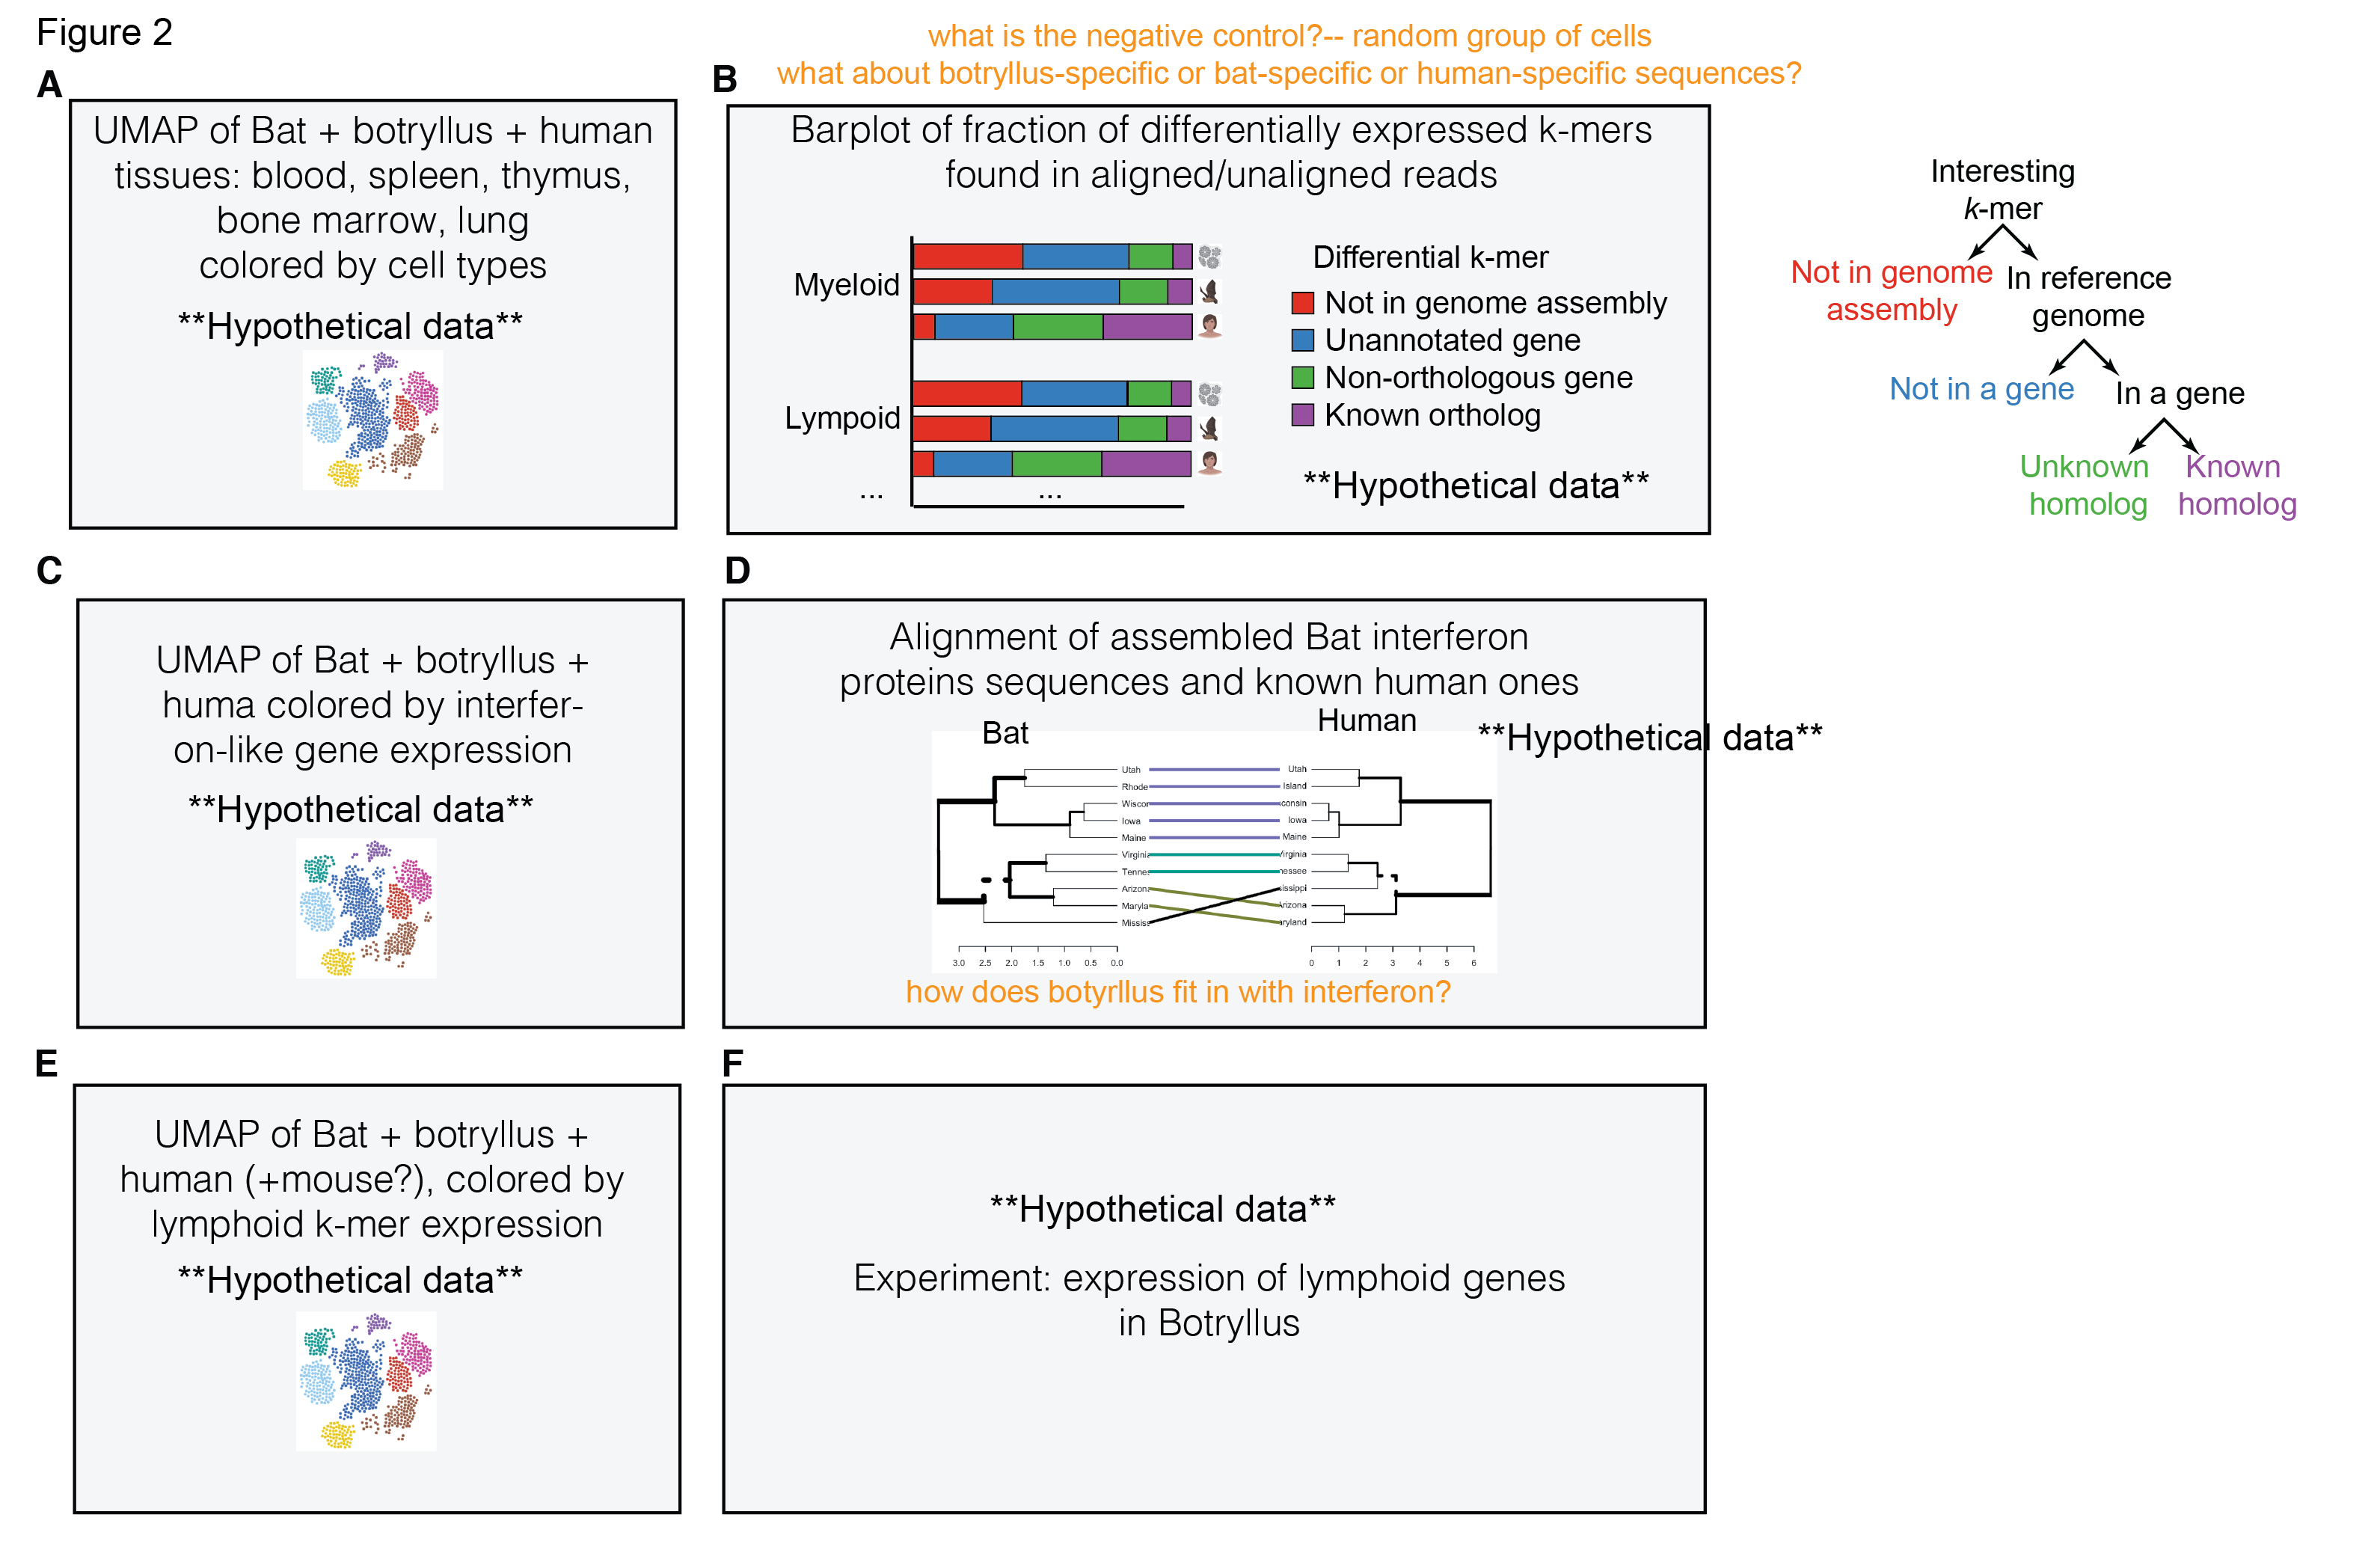 Figure 2
what is the negative control?-- random group of cells
what about botryllus-specific or bat-specific or human-specific sequences?
A
UMAP of Bat + botryllus + human
tissues: blood, spleen, thymus,
bone marrow, lung
colored by cell types
**Hypothetical data**
B
Barplot of fraction of differentially expressed k-mers
found in aligned/unaligned reads
Myeloid
Lympoid
...
...
Differential k-mer
Not in genome assembly
Unannotated gene
Non-orthologous gene
Known ortholog
**Hypothetical data**
Interesting
k-mer
Not in genome
assembly
In reference
genome
Not in a gene
In a gene
Unknown
homolog
Known
homolog
C
UMAP of Bat + botryllus +
huma colored by interfer-
on-like gene expression
**Hypothetical data**
D
Alignment of assembled Bat interferon
proteins sequences and known human ones
Bat
Human
**Hypothetical data**
Utah
Rhode
Wiscor
Iowa
Maine
Virginia
Tennes
Arizona
Maryla
Mississ
3.0 2.5 2.0 1.5 1.0 0.5 0.0
Utah
Island
consin
Iowa
Maine
Virginia
nessee
sissippi
Arizona
aryland
0 1 2 3 4 5 6
how does botyrllus fit in with interferon?
E
UMAP of Bat + botryllus +
human (+mouse?), colored by
lymphoid k-mer expression
**Hypothetical data**
F
**Hypothetical data**
Experiment: expression of lymphoid genes
in Botryllus